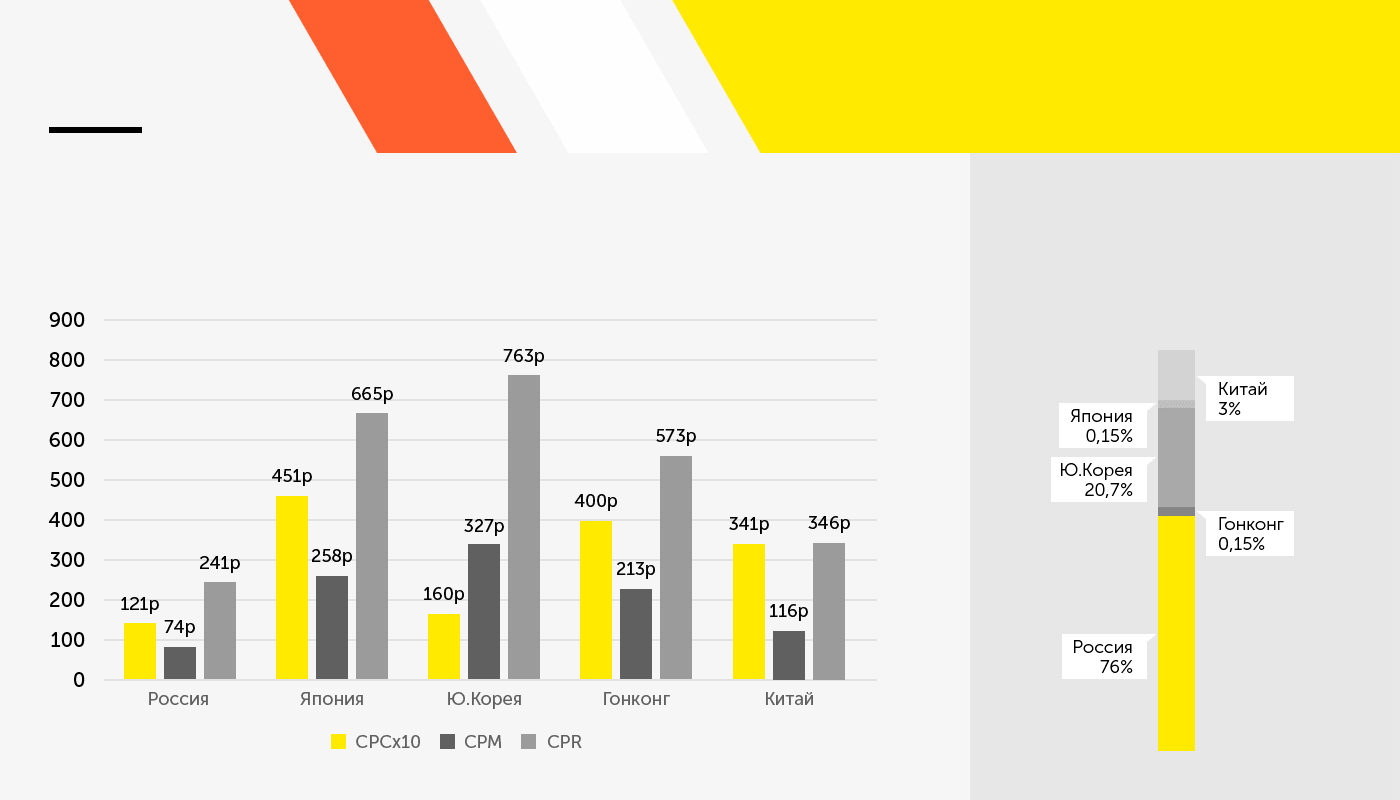 900
800
700
600
500
400
300
200
100
0
121р
74р
241р
451р
258р
665р
160р
327р
763р
400р
213р
573р
341р
116р
346р
Россия
Япония
Ю.Корея
Гонконг
Китай
CPCx10
CPM
CPR
Китай
3%
Япония
0,15%
Ю.Корея
20,7%
Гонконг
0,15%
Россия
76%